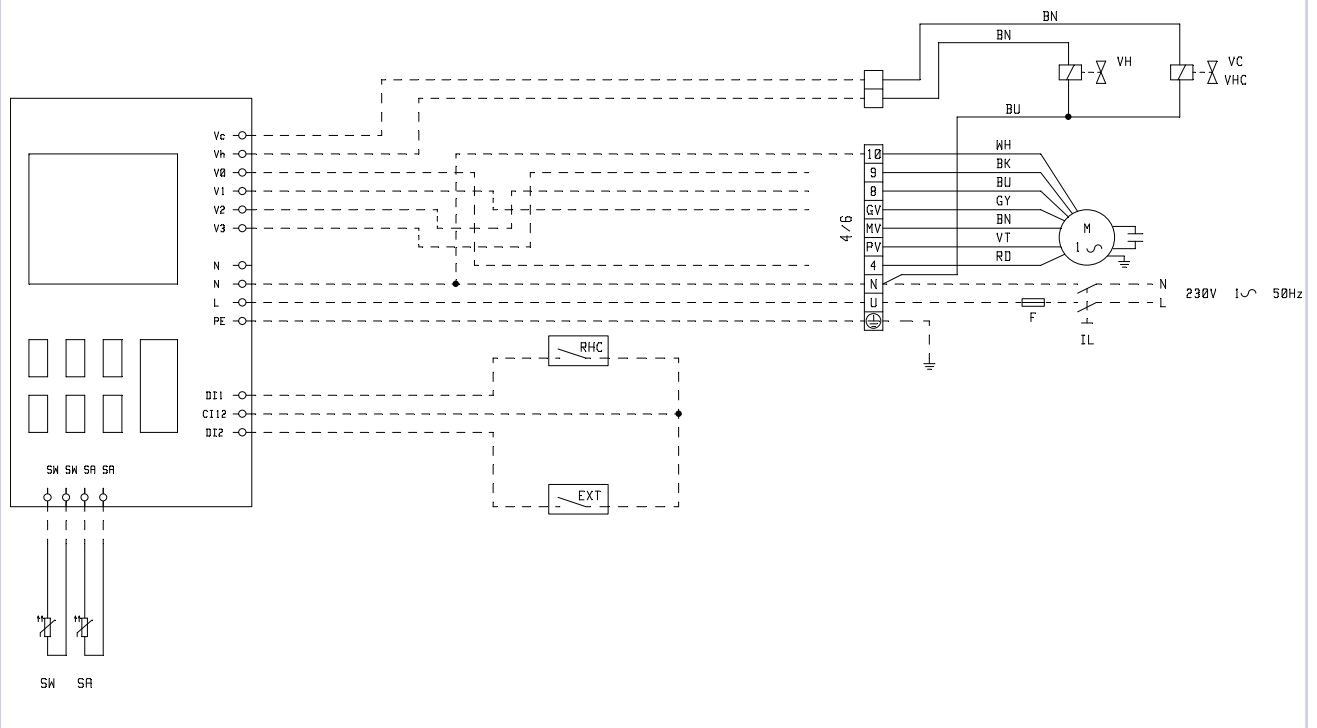 BN
BN
VH
VC
VHC
BU
Vc
Vh
V0
V1
V2
V3
N
N
L
PE
10
9
8
GV
MV
PV
4
N
U
4/6
WH
BK
BU
GY
BN
VT
RD
M
1
N
L
230V 1 50Hz
F
IL
RHC
DI1
CI12
DI2
EXT
SW SW SA SA
SW SA